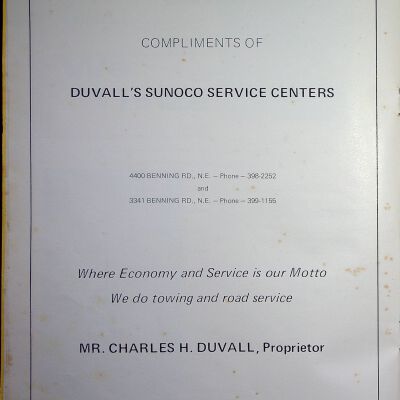 COMPLIMENTS OF
DUVALL'S SUNOCO SERVICE CENTERS
4400 BENNING RD., N.E. – Phone – 398-2252
and
3341 BENNING RD., N.E. – Phone – 399-1155
Where Economy and Service is our Motto
We do towing and road service
MR. CHARLES H. DUVALL, Proprietor